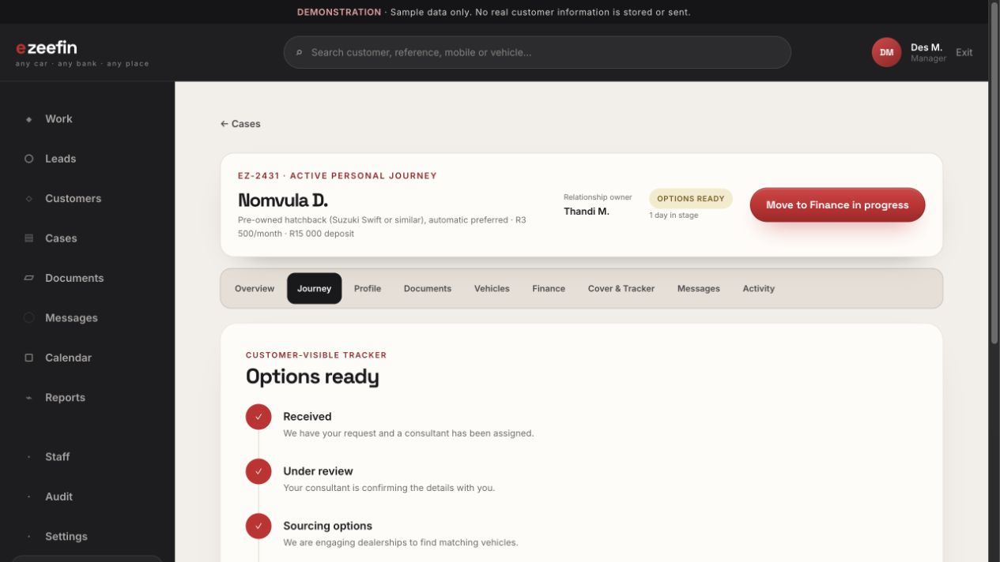 DEMONSTRATION · Sample data only. No real customer information is stored or sent.
ezeefin
any car · any bank · any place
Search customer, reference, mobile or vehicle...
DM
Des M.
Manager
Exit
Work
Leads
Customers
Cases
Documents
Messages
Calendar
Reports
Staff
Audit
Settings
← Cases
EZ-2431 · ACTIVE PERSONAL JOURNEY
Nomvula D.
Pre-owned hatchback (Suzuki Swift or similar), automatic preferred · R3
500/month · R15 000 deposit
Relationship owner
Thandi M.
OPTIONS READY
1 day in stage
Move to Finance in progress
Overview
Journey
Profile
Documents
Vehicles
Finance
Cover & Tracker
Messages
Activity
CUSTOMER-VISIBLE TRACKER
Options ready
Received
We have your request and a consultant has been assigned.
Under review
Your consultant is confirming the details with you.
Sourcing options
We are engaging dealerships to find matching vehicles.